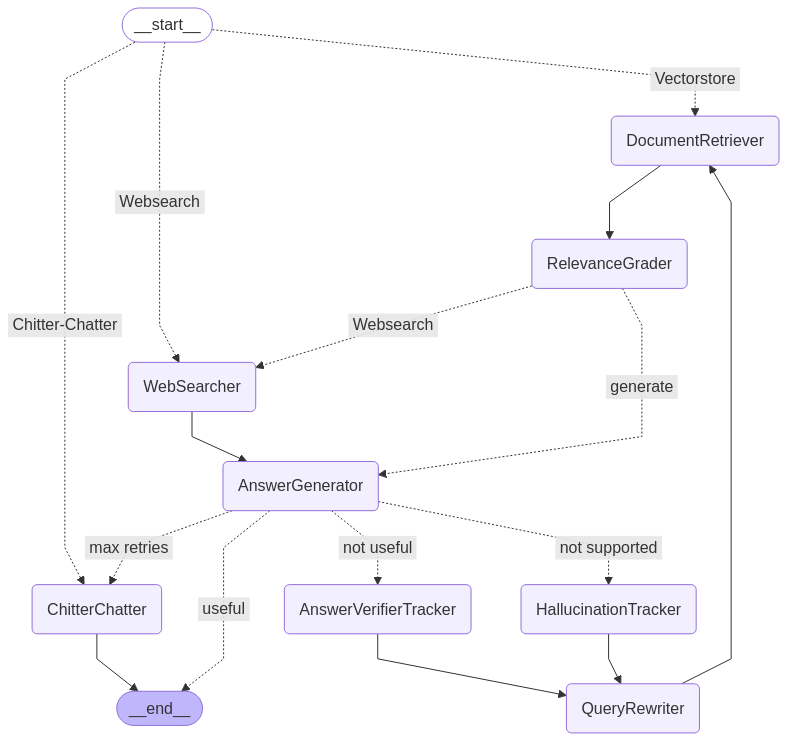 __start__
Vectorstore
DocumentRetriever
Websearch
RelevanceGrader
Chitter-Chatter
Websearch
WebSearcher
generate
AnswerGenerator
max retries
not useful
not supported
ChitterChatter
useful
AnswerVerifierTracker
HallucinationTracker
__end__
QueryRewriter